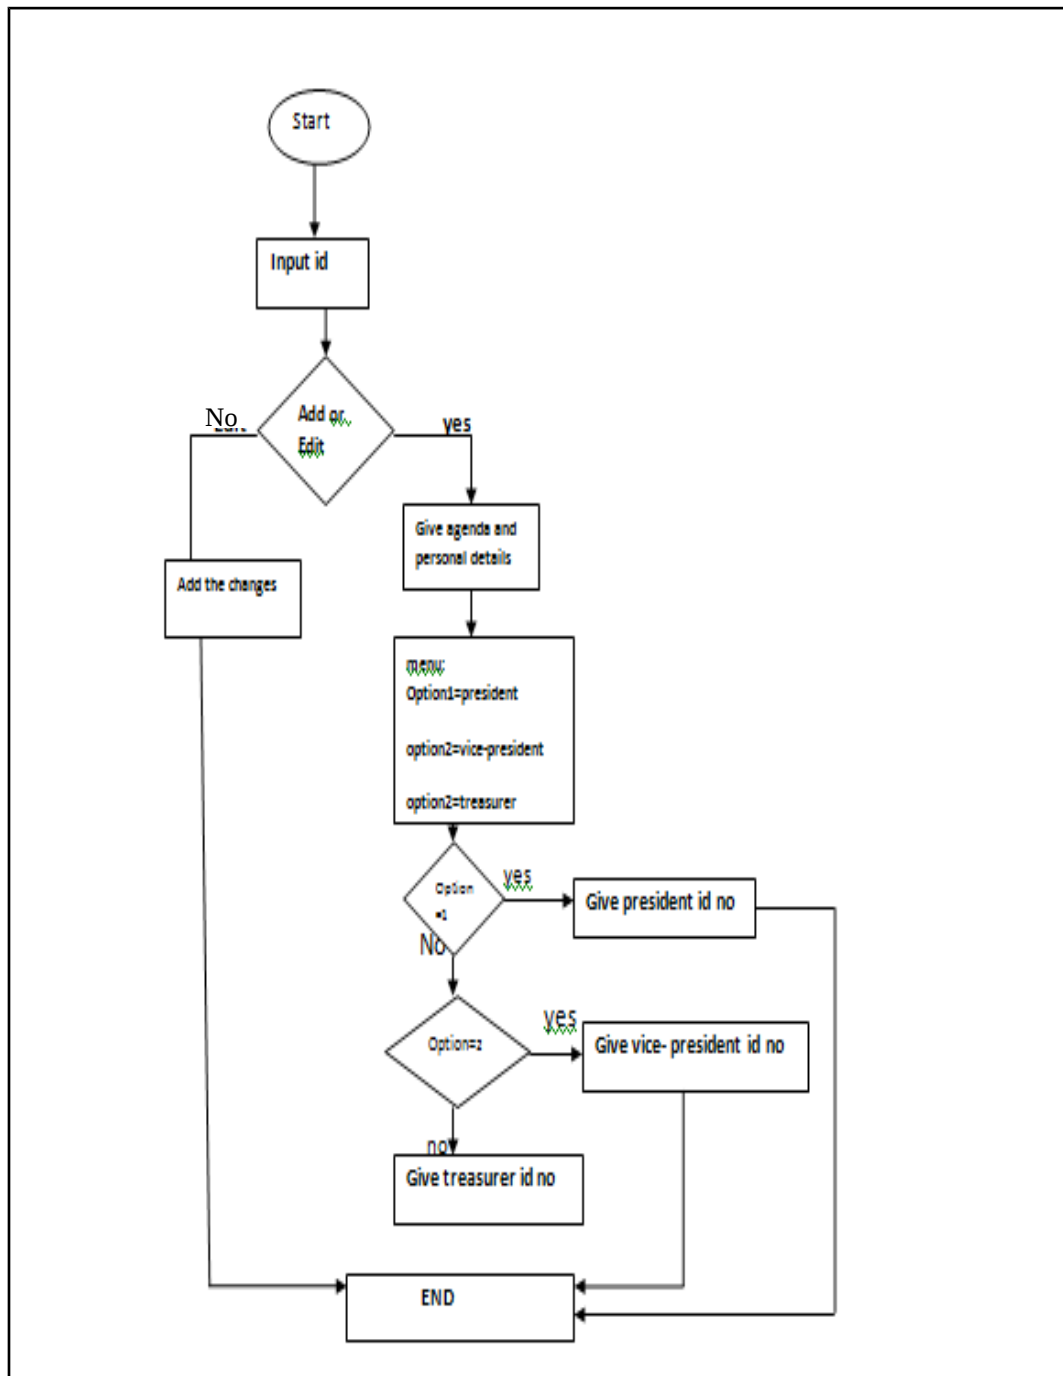 Start
Input id
Add or
Edit
No
yes
Give agenda and
personal details
Add the changes
menu:
Option1=president
option2=vice-president
option2=treasurer
Option
=1
yes
Give president id no
No
Option=2
yes
Give vice- president id no
no
Give treasurer id no
END